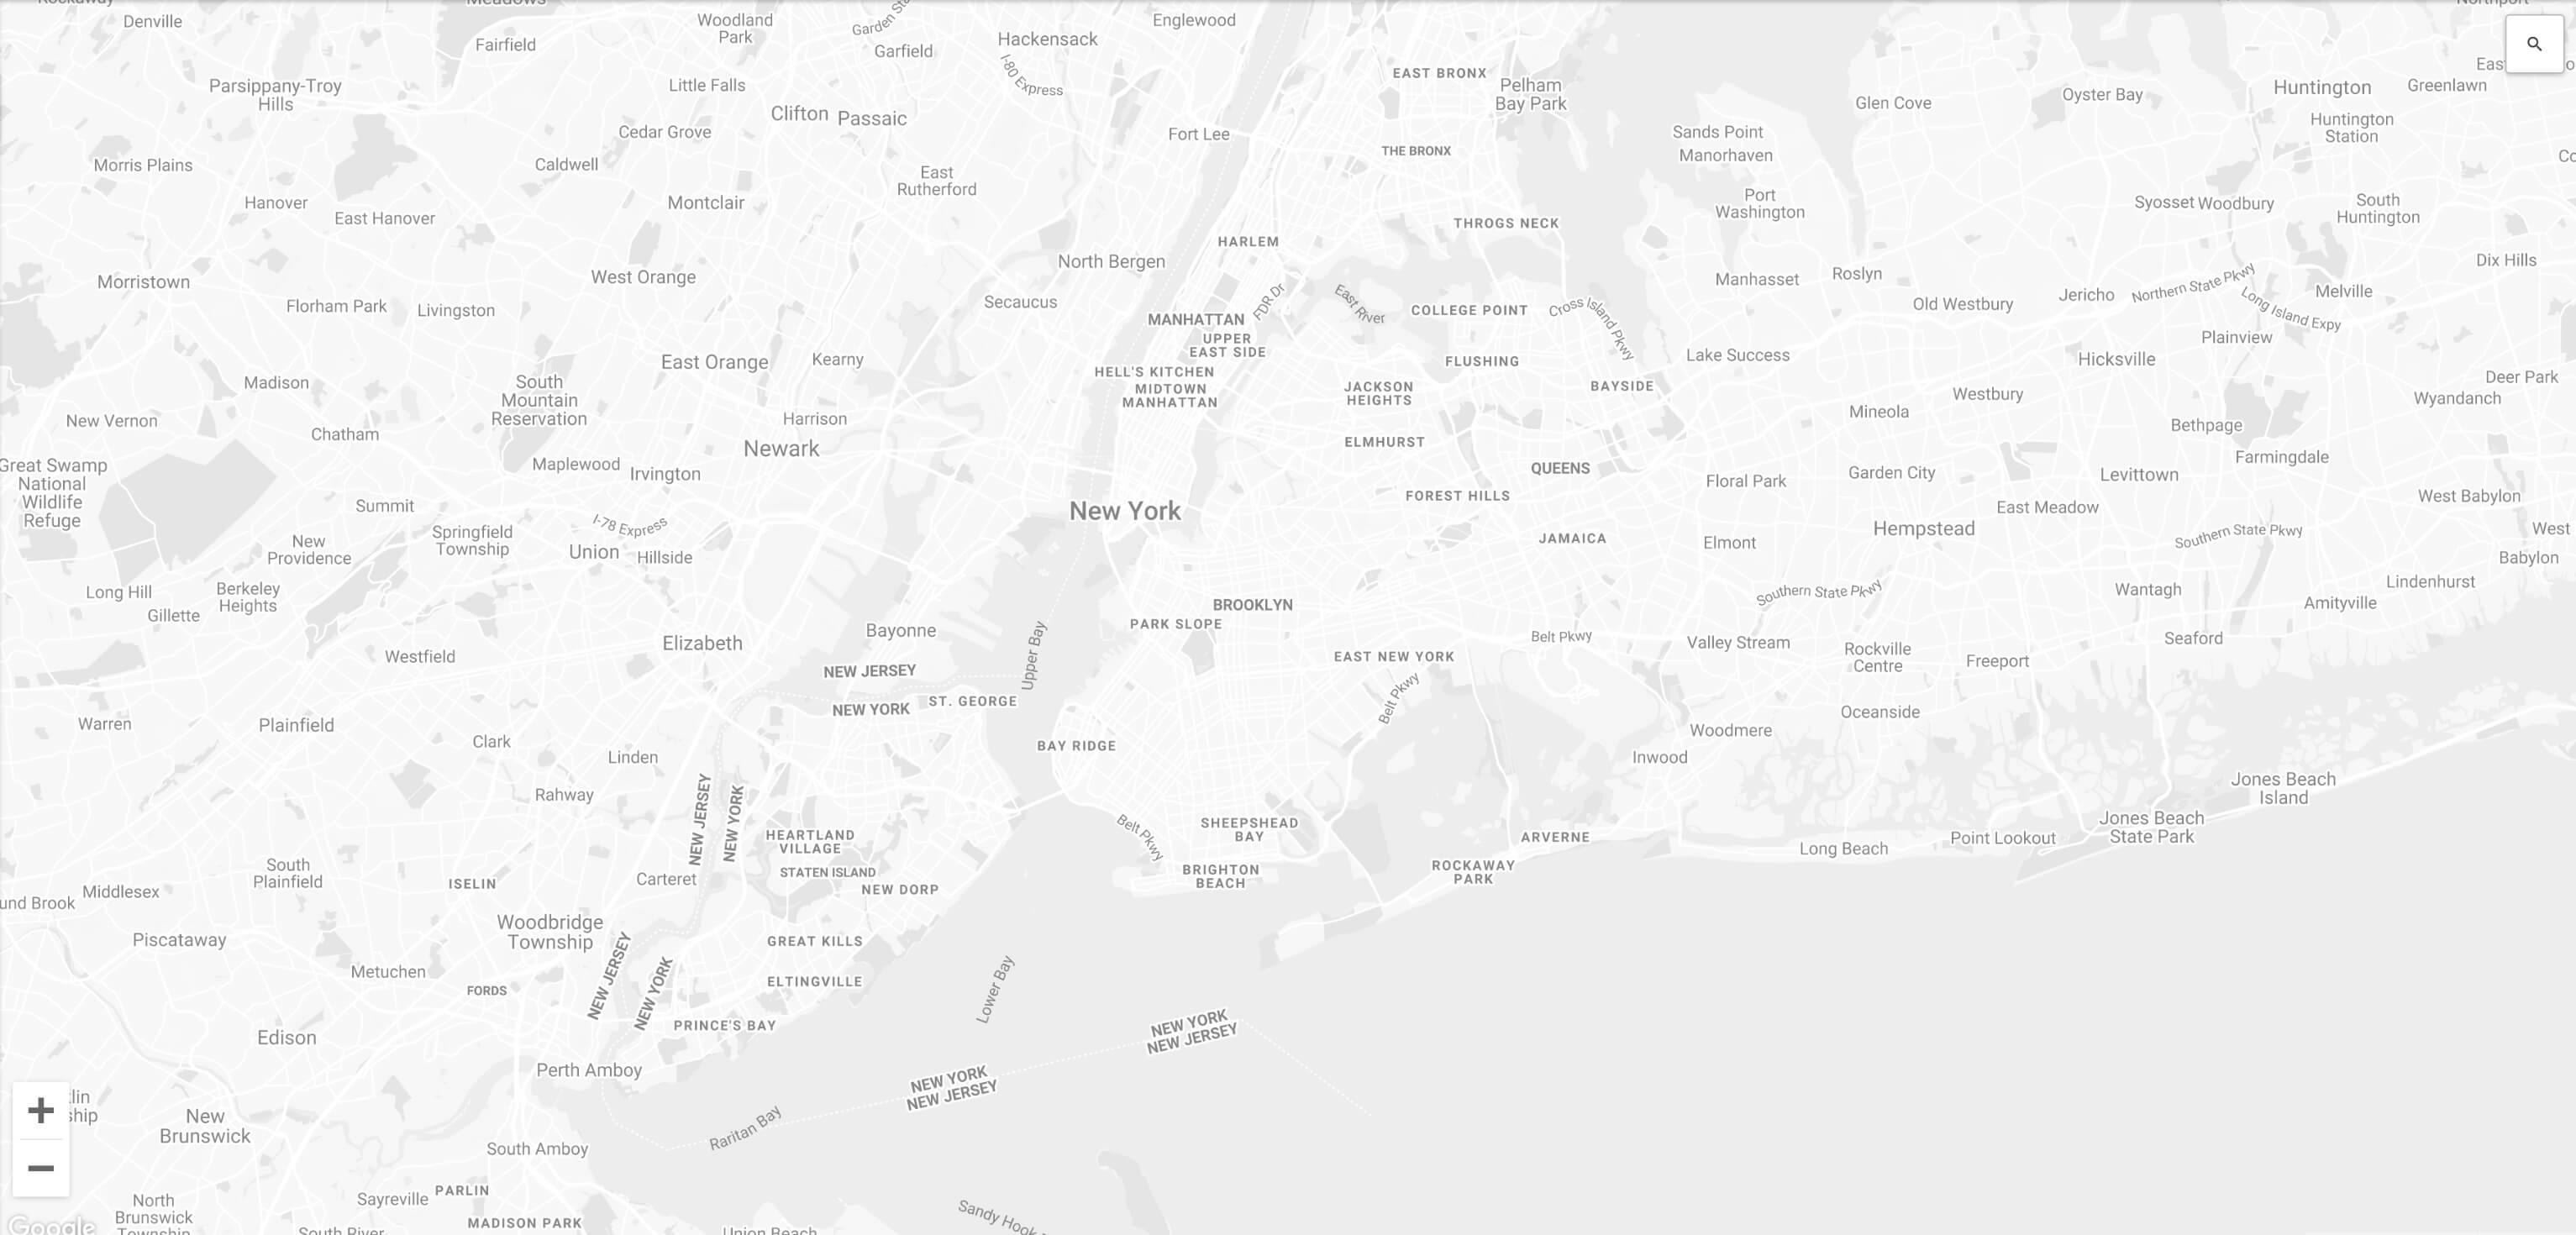 Denville
Woodland
Park
Garden Sta
Englewood
Fairfield
Garfield
Hackensack
I-80 Express
EAST BRONX
Pelham
Bay Park
Glen Cove
Oyster Bay
Huntington
Greenlawn
Parsippany-Troy
Hills
Little Falls
Clifton
Passaic
Cedar Grove
Fort Lee
THE BRONX
Sands Point
Manorhaven
Huntington
Station
Morris Plains
Caldwell
East
Rutherford
Port
Washington
Syosset
Woodbury
South
Huntington
Hanover
East Hanover
Montclair
THROGS NECK
HARLEM
North Bergen
Morristown
West Orange
Manhasset
Roslyn
Jericho
Northern State Pkwy
Dix Hills
Melville
Long Island Expy
Florham Park
Livingston
Secaucus
FDR Dr
East River
COLLEGE POINT
Cross Island Pkwy
Old Westbury
MANHATTAN
UPPER
EAST SIDE
Plainview
East Orange
Kearny
FLUSHING
Lake Success
Hicksville
HELL'S KITCHEN
MIDTOWN
MANHATTAN
JACKSON
HEIGHTS
BAYSIDE
Deer Park
Madison
South
Mountain
Reservation
Westbury
Wyandanch
New Vernon
Harrison
Mineola
Bethpage
Chatham
Newark
ELMHURST
Farmingdale
Great Swamp
National
Wildlife
Refuge
Maplewood
Irvington
QUEENS
Floral Park
Garden City
Levittown
Summit
New York
FOREST HILLS
East Meadow
West Babylon
I-78 Express
Springfield
Township
New
Providence
Union
Hillside
JAMAICA
Elmont
Hempstead
Southern State Pkwy
West
Babylon
Long Hill
Gillette
Berkeley
Heights
Southern State Pkwy
Wantagh
Lindenhurst
Amityville
BROOKLYN
PARK SLOPE
Elizabeth
Bayonne
Upper Bay
Belt Pkwy
Valley Stream
Seaford
Westfield
EAST NEW YORK
Rockville
Centre
Freeport
NEW JERSEY
NEW YORK
ST. GEORGE
Belt Pkwy
Warren
Plainfield
Oceanside
Clark
BAY RIDGE
Woodmere
Linden
Inwood
Rahway
NEW JERSEY
NEW YORK
Jones Beach
Island
HEARTLAND
VILLAGE
Belt Pkwy
SHEEPSHEAD
BAY
ARVERNE
Long Beach
Point Lookout
Jones Beach
State Park
South
Plainfield
ISELIN
Carteret
STATEN ISLAND
NEW DORP
BRIGHTON
BEACH
ROCKAWAY
PARK
Middlesex
und Brook
Woodbridge
Township
Piscataway
GREAT KILLS
NEW JERSEY
NEW YORK
Metuchen
FORDS
ELTINGVILLE
Lower Bay
PRINCE'S BAY
NEW YORK
NEW JERSEY
Edison
Perth Amboy
NEW YORK
NEW JERSEY
lin
ship
New
Brunswick
Raritan Bay
South Amboy
Sayreville
PARLIN
North
Brunswick
Township
MADISON PARK
Sandy Hook
South River
Union Beach
Google